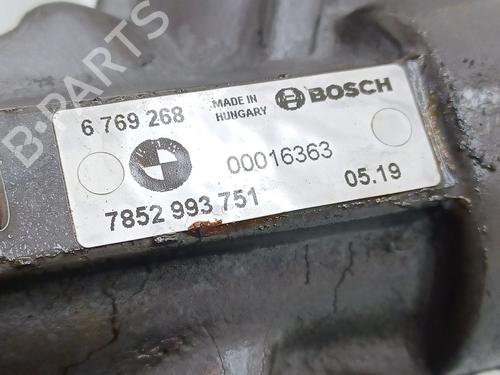 B-PARTS
6 769 268
MADE IN
HUNGARY
BOSCH
00016363
05.19
7852 993 751